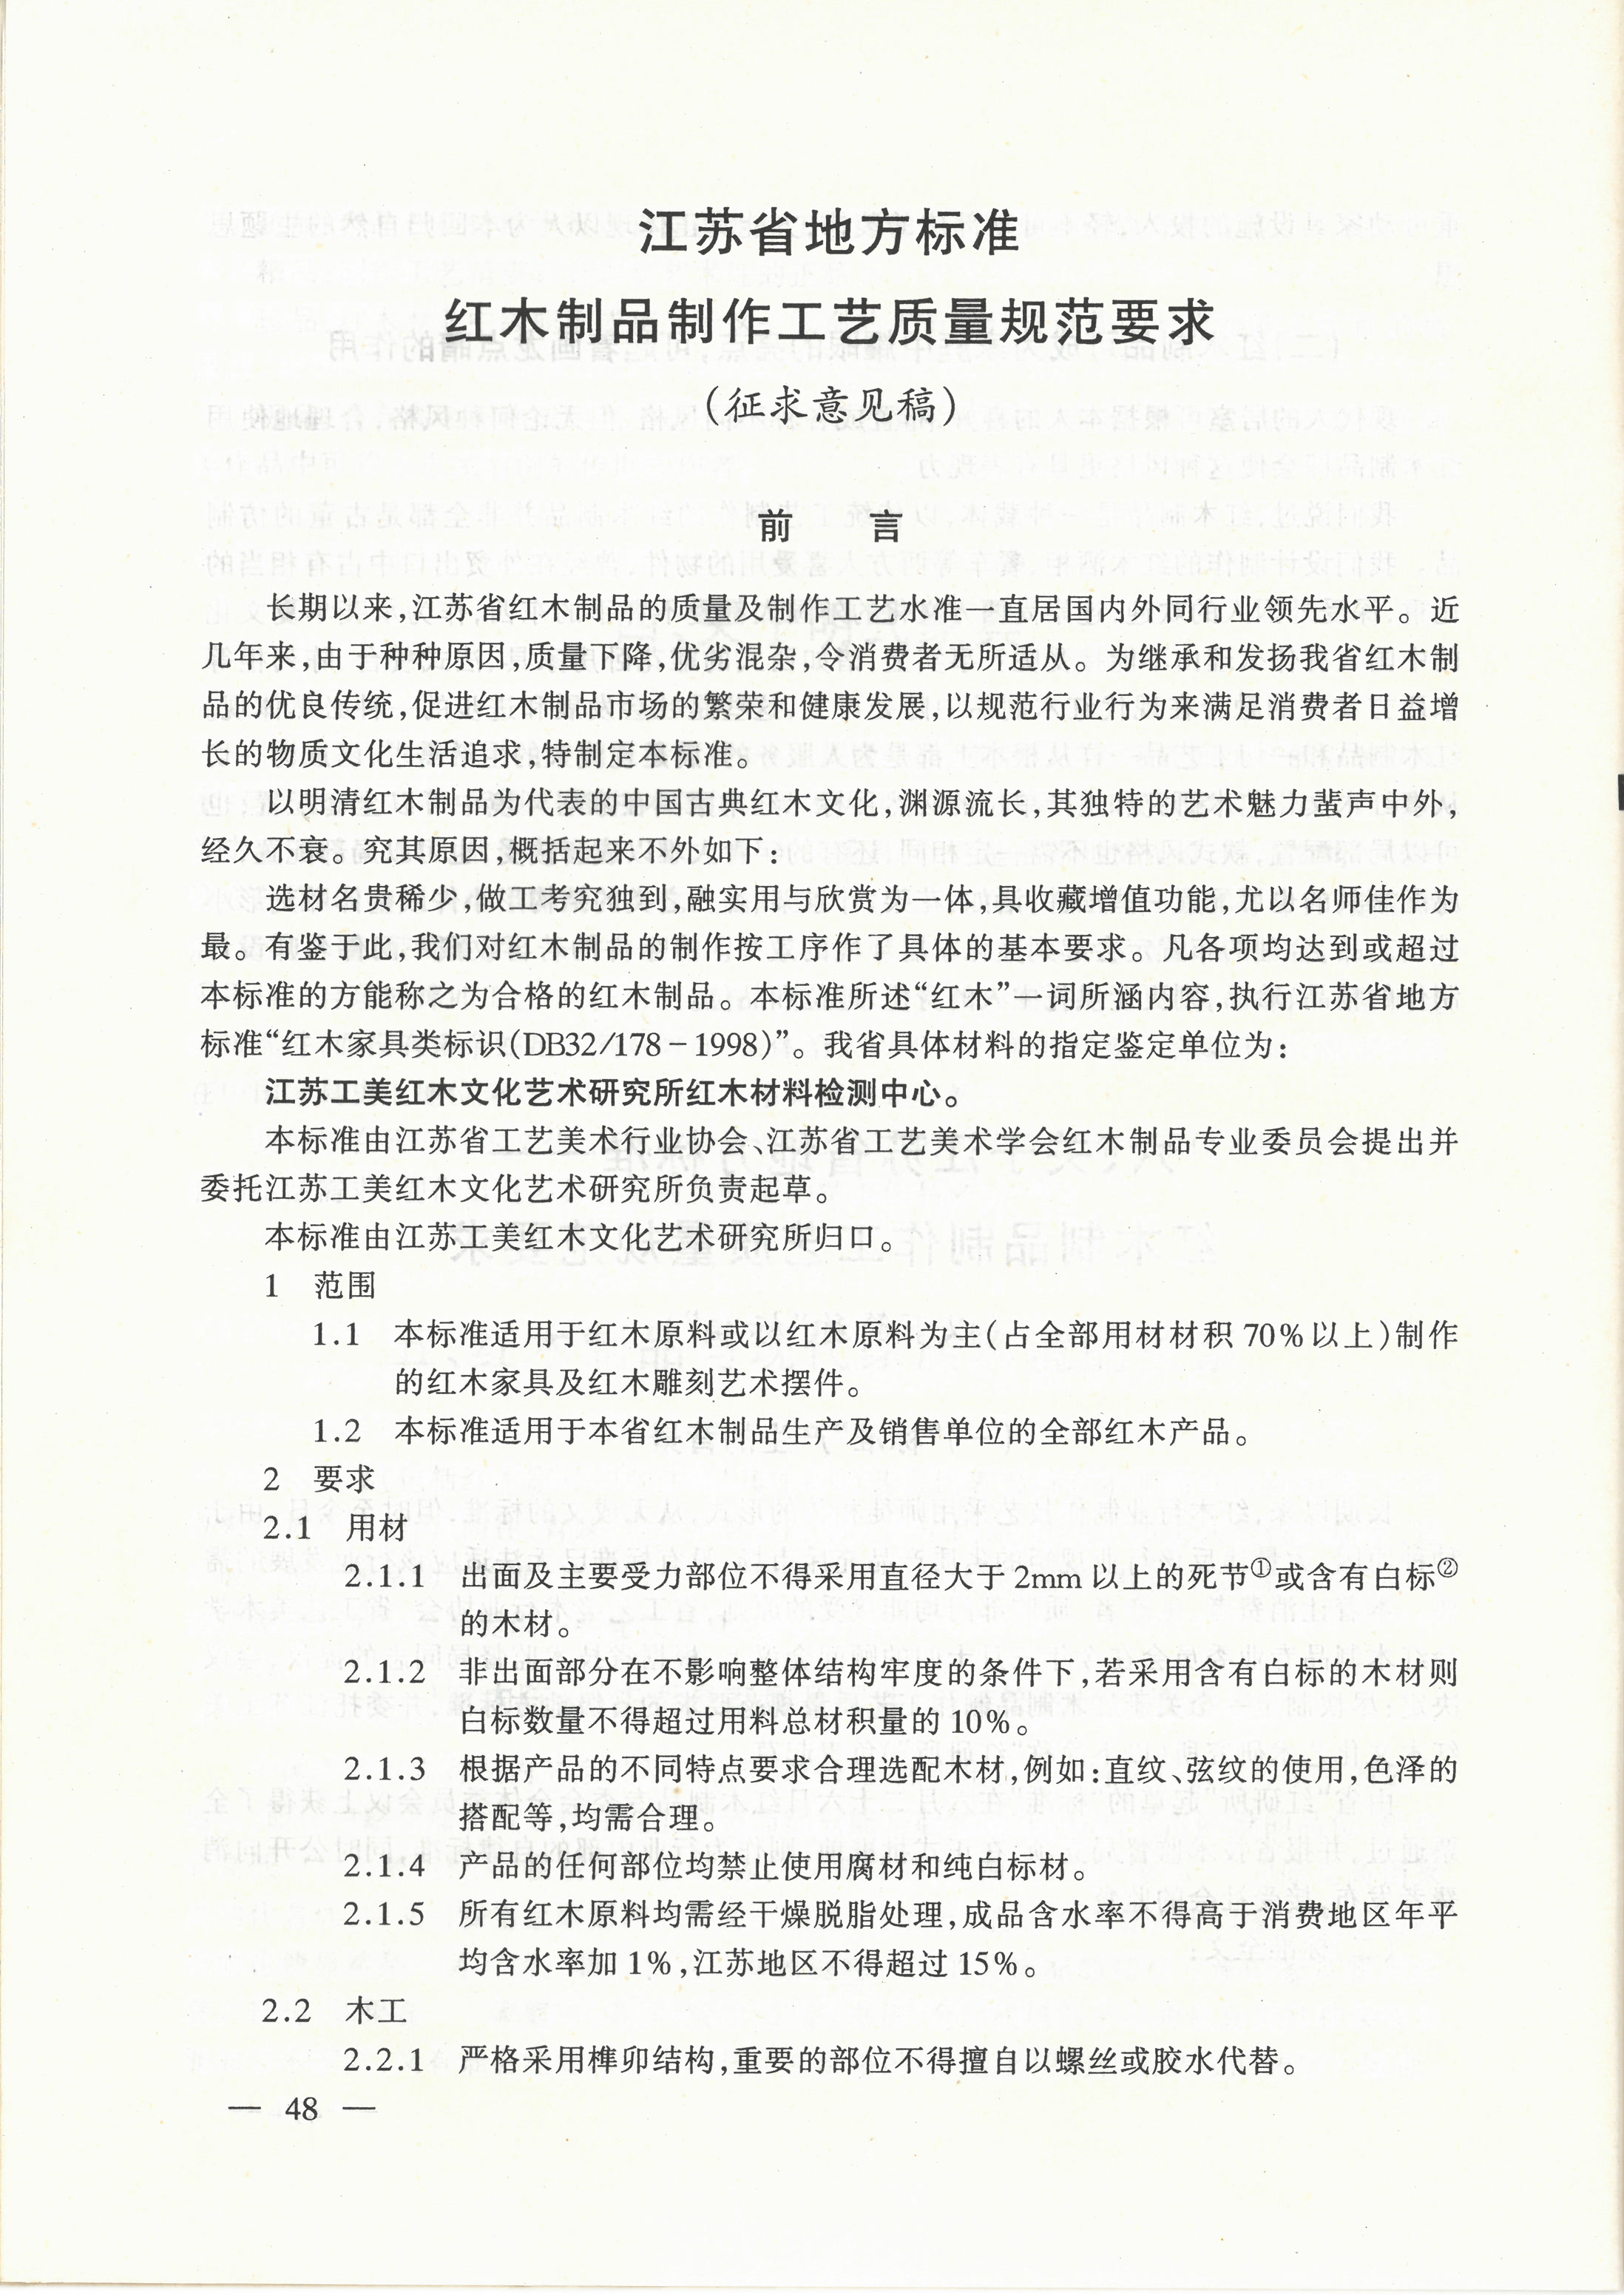 江苏省地方标准
红木制品制作工艺质量规范要求
(征求意见稿)
前　言
长期以来,江苏省红木制品的质量及制作工艺水准一直居国内外同行业领先水平。近
几年来,由于种种原因,质量下降,优劣混杂,令消费者无所适从。为继承和发扬我省红木制
品的优良传统,促进红木制品市场的繁荣和健康发展,以规范行业行为来满足消费者日益增
长的物质文化生活追求,特制定本标准。
以明清红木制品为代表的中国古典红木文化,渊源流长,其独特的艺术魅力蜚声中外,
经久不衰。究其原因,概括起来不外如下:
选材名贵稀少,做工考究独到,融实用与欣赏为一体,具收藏增值功能,尤以名师佳作为
最。有鉴于此,我们对红木制品的制作按工序作了具体的基本要求。凡各项均达到或超过
本标准的方能称之为合格的红木制品。本标准所述“红木”一词所涵内容,执行江苏省地方
标准“红木家具类标识(DB32/178-1998)”。我省具体材料的指定鉴定单位为:
江苏工美红木文化艺术研究所红木材料检测中心。
本标准由江苏省工艺美术行业协会、江苏省工艺美术学会红木制品专业委员会提出并
委托江苏工美红木文化艺术研究所负责起草。
本标准由江苏工美红木文化艺术研究所归口。
1 范围
1.1 本标准适用于红木原料或以红木原料为主(占全部用材材积70%以上)制作
的红木家具及红木雕刻艺术摆件。
1.2 本标准适用于本省红木制品生产及销售单位的全部红木产品。
2 要求
2.1 用材
2.1.1 出面及主要受力部位不得采用直径大于2mm以上的死节①或含有白标②
的木材。
2.1.2 非出面部分在不影响整体结构牢度的条件下,若采用含有白标的木材则
白标数量不得超过用料总材积量的10%。
2.1.3 根据产品的不同特点要求合理选配木材,例如:直纹、弦纹的使用,色泽的
搭配等,均需合理。
2.1.4 产品的任何部位均禁止使用腐材和纯白标材。
2.1.5 所有红木原料均需经干燥脱脂处理,成品含水率不得高于消费地区年平
均含水率加1%,江苏地区不得超过15%。
2.2 木工
2.2.1 严格采用榫卯结构,重要的部位不得擅自以螺丝或胶水代替。
— 48 —